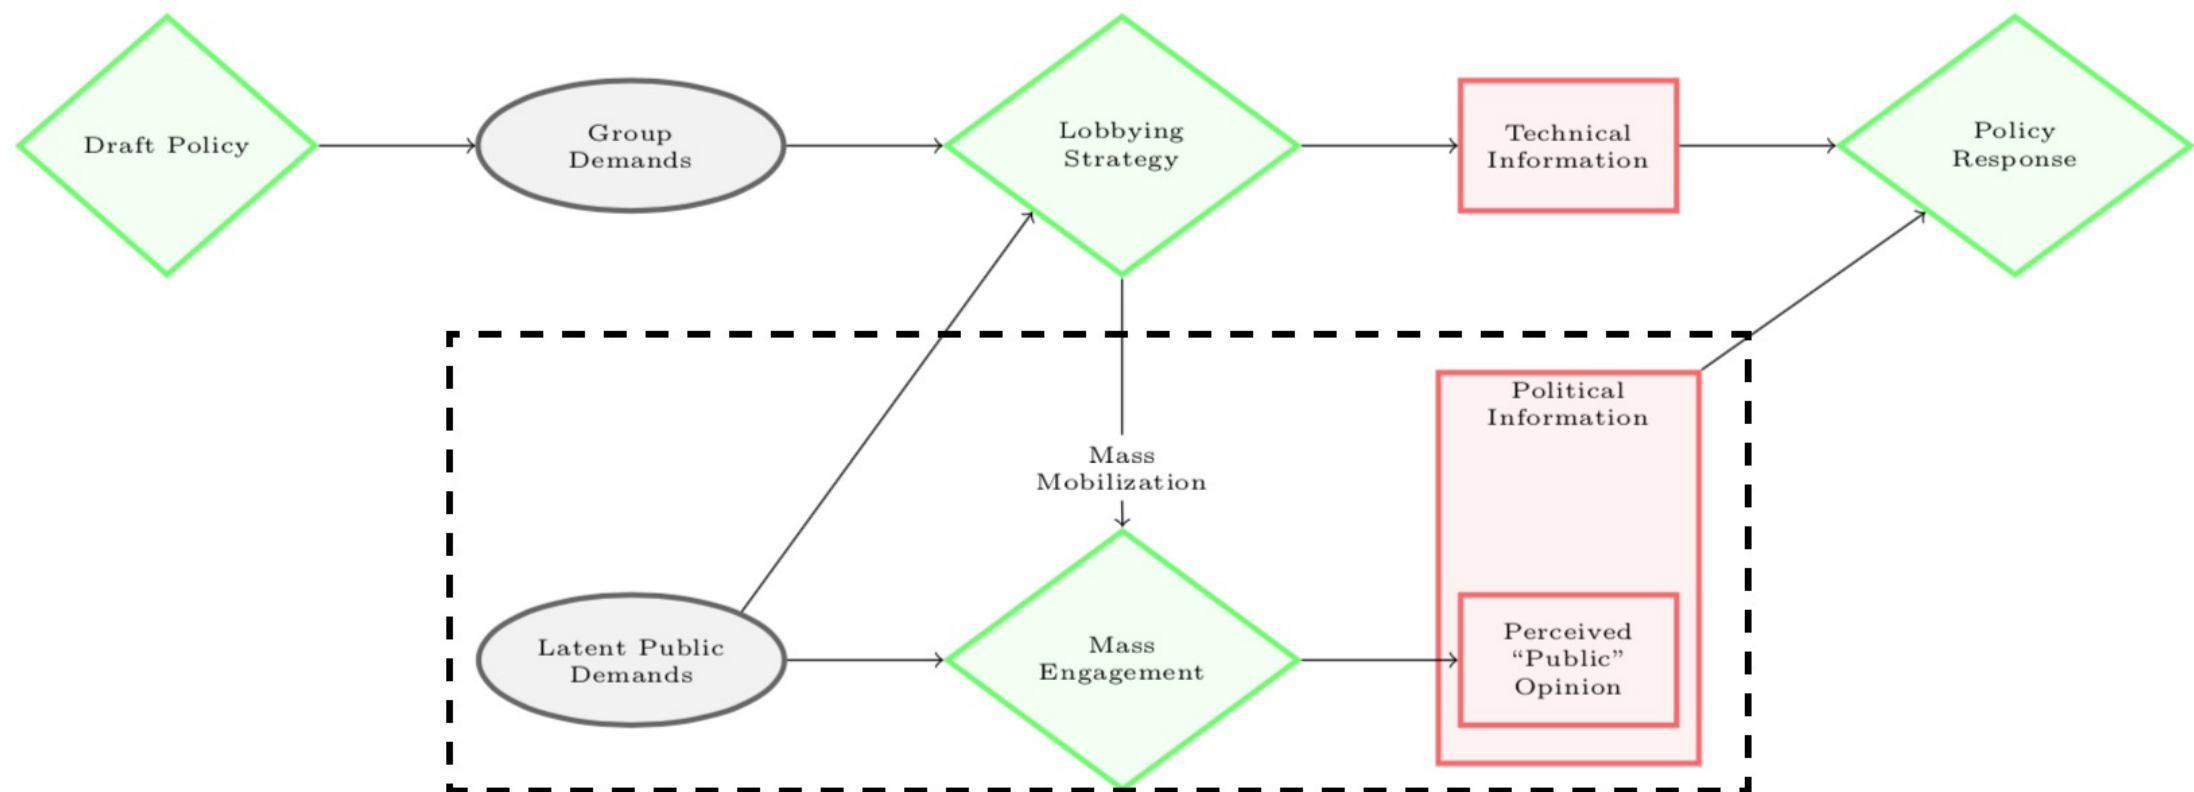 Draft Policy
Group
Demands
Lobbying
Strategy
Technical
Information
Policy
Response
Political
Information
Mass
Mobilization
Latent Public
Demands
Mass
Engagement
Perceived
“Public”
Opinion